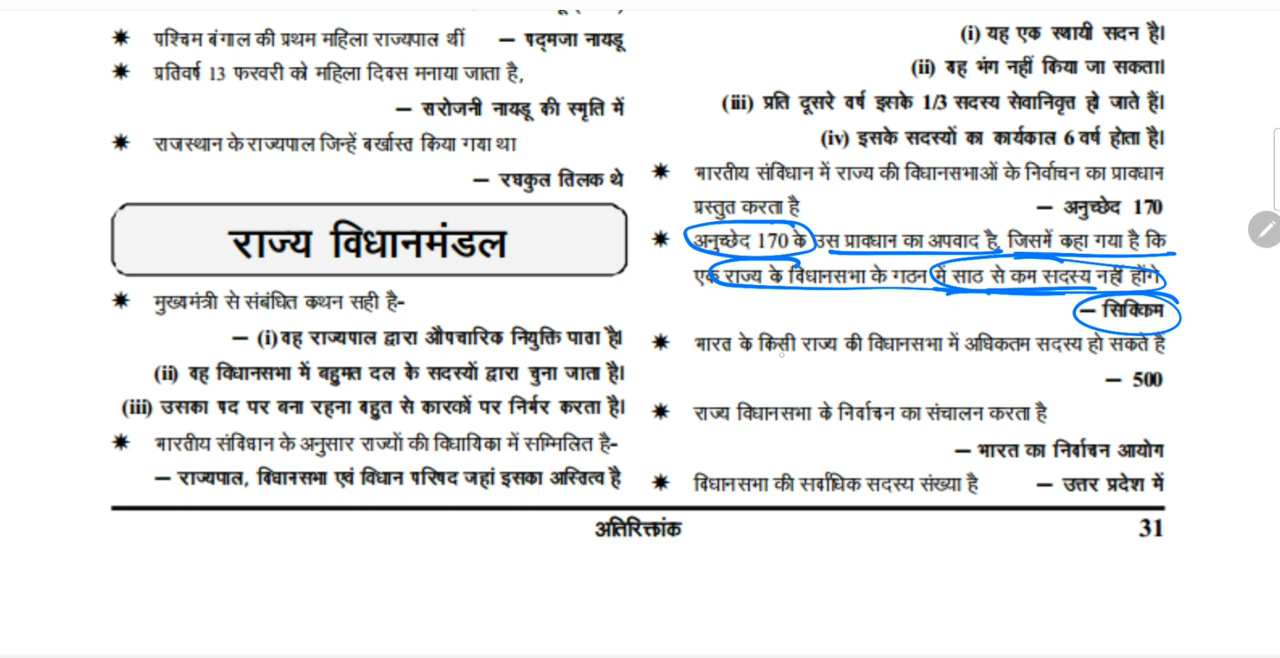 ✷ पश्चिम बंगाल की प्रथम महिला राज्यपाल थीं – पद्मजा नायडू
✷ प्रतिवर्ष 13 फरवरी को महिला दिवस मनाया जाता है,
– सरोजनी नायडू की स्मृति में
✷ राजस्थान के राज्यपाल जिन्हें बर्खास्त किया गया था
– रघुकुल तिलक थे
राज्य विधानमंडल
✷ मुख्यमंत्री से संबंधित कथन सही है-
– (i) वह राज्यपाल द्वारा औपचारिक नियुक्ति पाता है।
(ii) वह विधानसभा में बहुमत दल के सदस्यों द्वारा चुना जाता है।
(iii) उसका पद पर बना रहना बहुत से कारकों पर निर्भर करता है।
✷ भारतीय संविधान के अनुसार राज्यों की विधायिका में सम्मिलित है-
– राज्यपाल, विधानसभा एवं विधान परिषद जहां इसका अस्तित्व है
(i) यह एक स्थायी सदन है।
(ii) वह भंग नहीं किया जा सकता।
(iii) प्रति दूसरे वर्ष इसके 1/3 सदस्य सेवानिवृत्त हो जाते हैं।
(iv) इसके सदस्यों का कार्यकाल 6 वर्ष होता है।
✷ भारतीय संविधान में राज्य की विधानसभाओं के निर्वाचन का प्रावधान
प्रस्तुत करता है – अनुच्छेद 170
✷ अनुच्छेद 170 के उस प्रावधान का अपवाद है, जिसमें कहा गया है कि
एक राज्य के विधानसभा के गठन में साठ से कम सदस्य नहीं होंगे
– सिक्किम
✷ भारत के किसी राज्य की विधानसभा में अधिकतम सदस्य हो सकते हैं
– 500
✷ राज्य विधानसभा के निर्वाचन का संचालन करता है
– भारत का निर्वाचन आयोग
✷ विधानसभा की सर्वाधिक सदस्य संख्या है – उत्तर प्रदेश में
अतिरिक्तांक 31